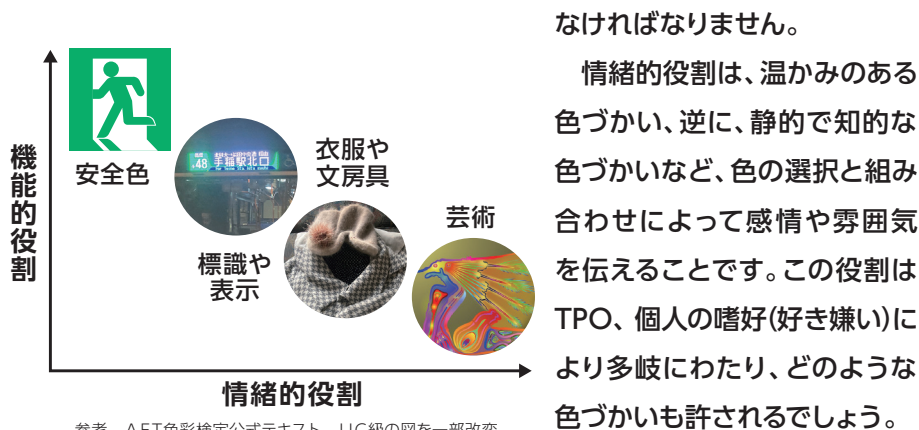 機能的役割
安全色
48 手稲駅北口
標識や
表示
衣服や
文房具
芸術
情緒的役割
なければなりません。
情緒的役割は、温かみのある
色づかい、逆に、静的で知的な
色づかいなど、色の選択と組み
合わせによって感情や雰囲気
を伝えることです。この役割は
TPO、個人の嗜好(好き嫌い)に
より多岐にわたり、どのような
色づかいも許されるでしょう。